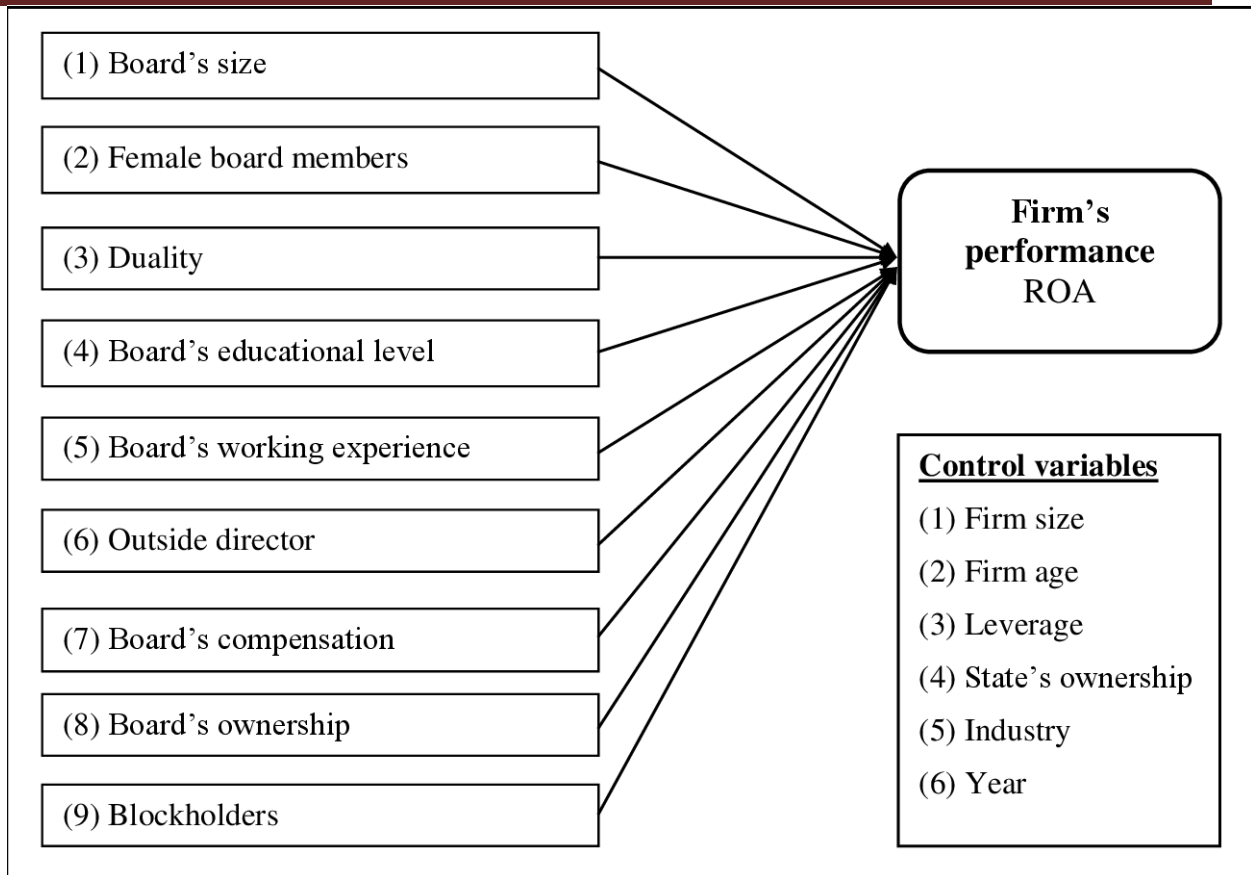 (1) Board’s size
(2) Female board members
(3) Duality
(4) Board’s educational level
(5) Board’s working experience
(6) Outside director
(7) Board’s compensation
(8) Board’s ownership
(9) Blockholders
Firm’s
performance
ROA
Control variables
(1) Firm size
(2) Firm age
(3) Leverage
(4) State’s ownership
(5) Industry
(6) Year